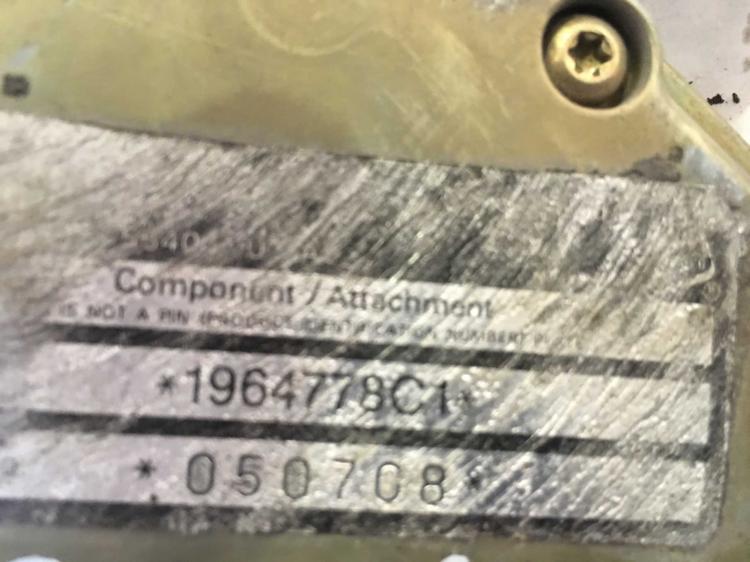 Component / Attachment
IS NOT A PIN (PRODUCT IDENTIFICATION NUMBER)
*1964778C1*
*050708*